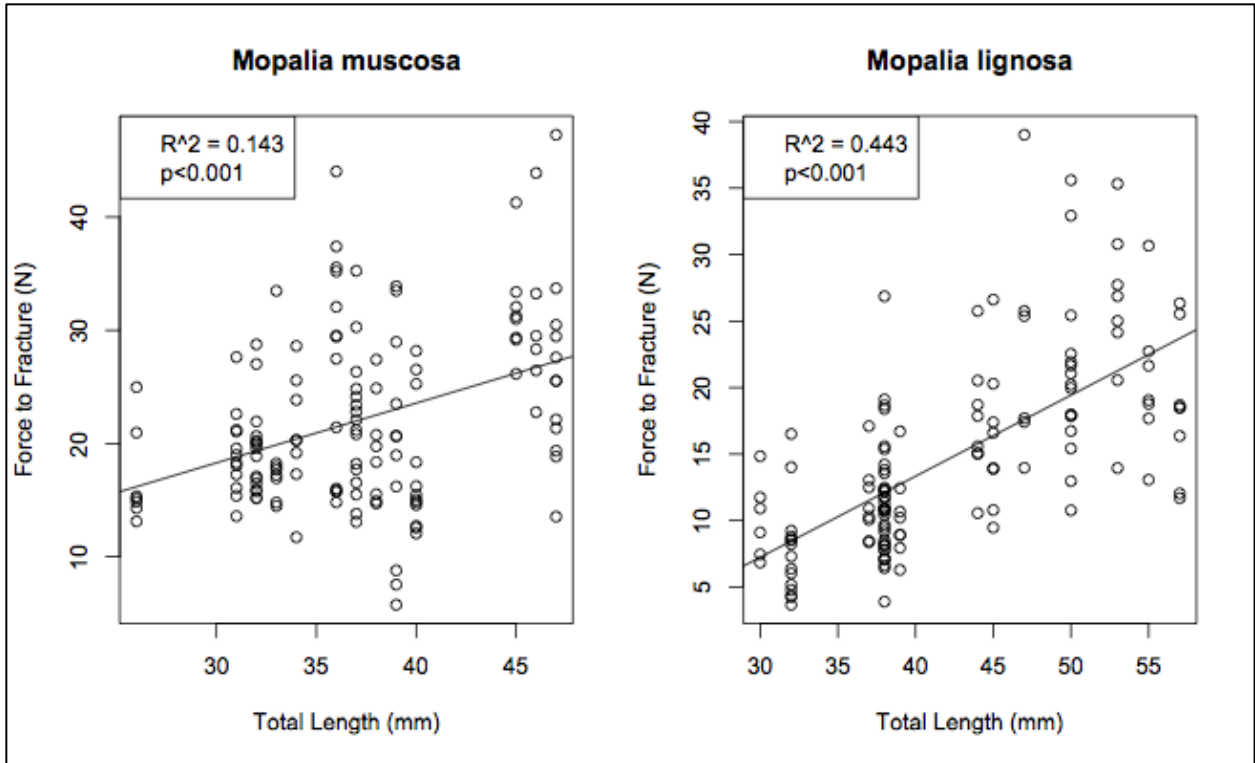 Mopalia muscosa
R^2 = 0.143
p<0.001
Force to Fracture (N)
40
30
20
10
30 35 40 45
Total Length (mm)
Mopalia lignosa
R^2 = 0.443
p<0.001
Force to Fracture (N)
40
35
30
25
20
15
10
5
30 35 40 45 50 55
Total Length (mm)